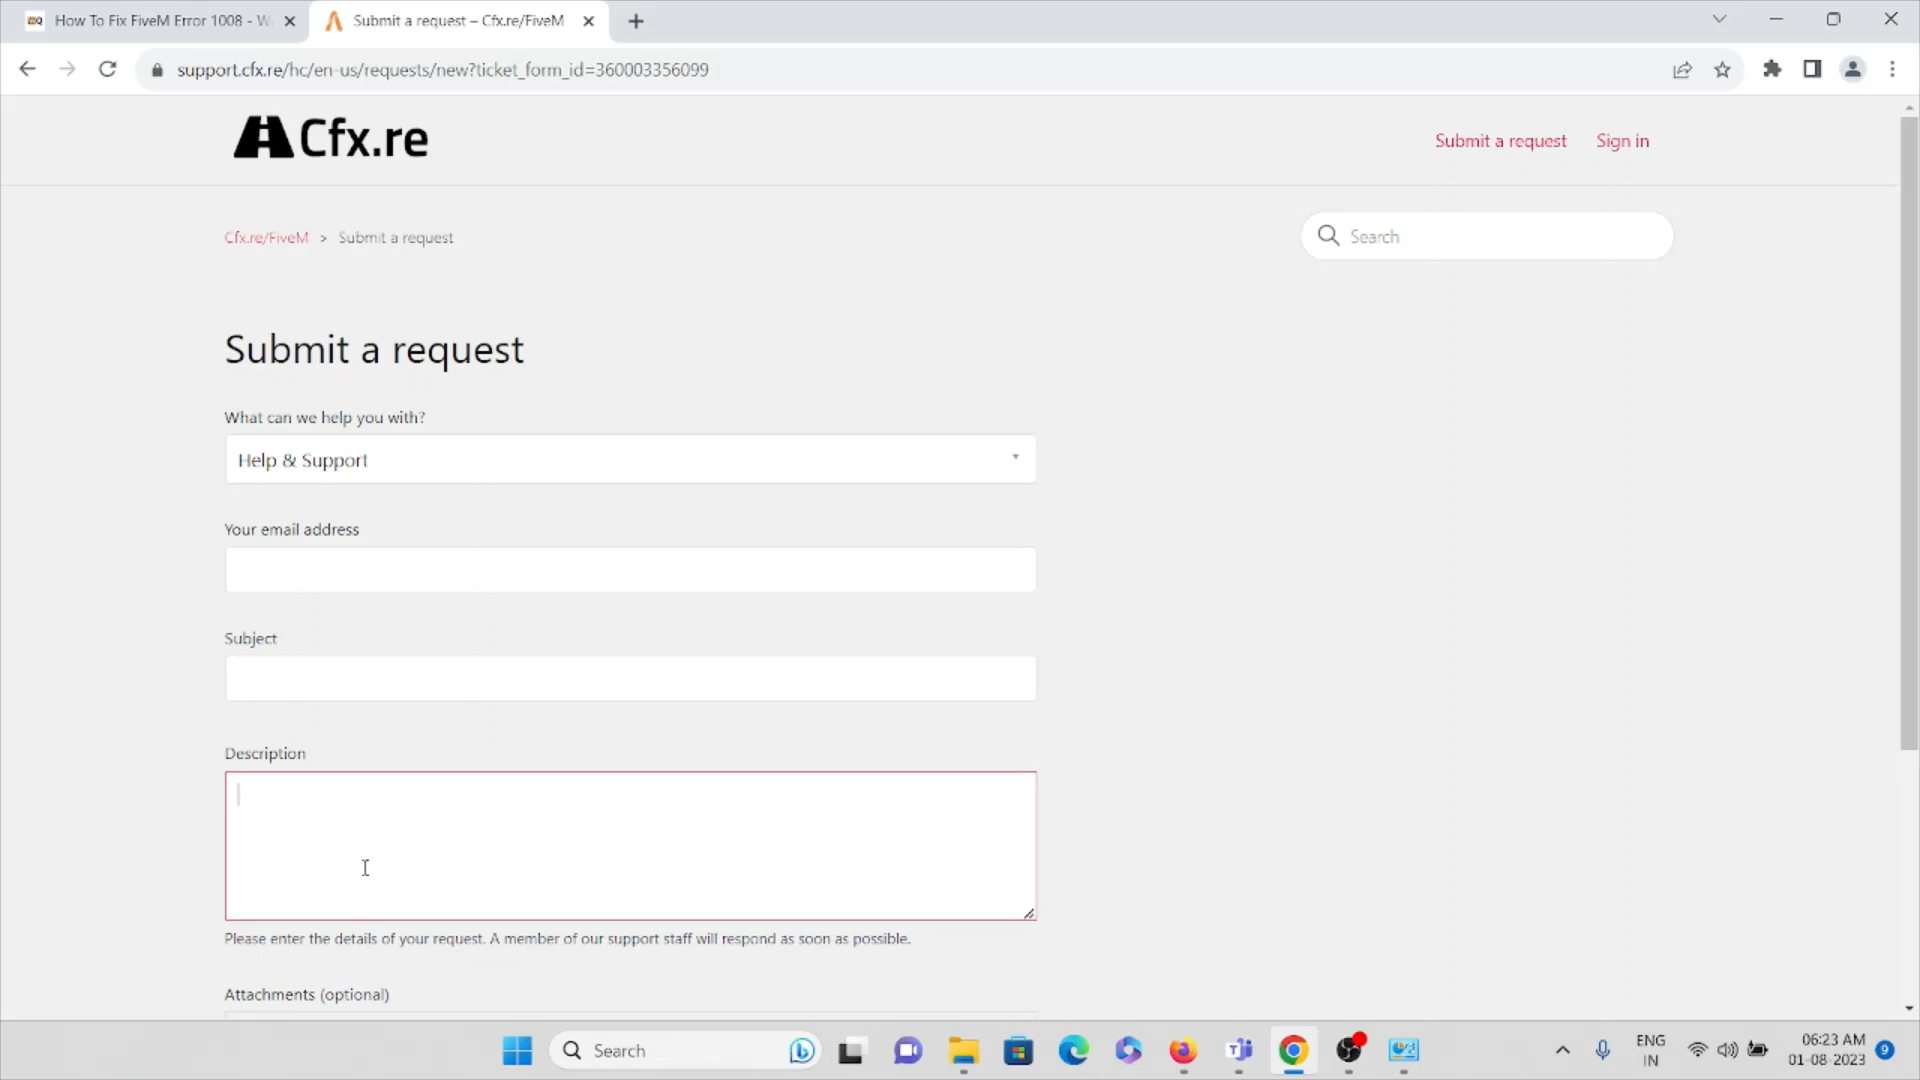 How To Fix FiveM Error 1008 - W
Submit a request – Cfx.re/FiveM
support.cfx.re/hc/en-us/requests/new?ticket_form_id=360003356099
Cfx.re
Submit a request
Sign in
Cfx.re/FiveM > Submit a request
Search
Submit a request
What can we help you with?
Help & Support
Your email address
Subject
Description
Please enter the details of your request. A member of our support staff will respond as soon as possible.
Attachments (optional)
Search
ENG
IN
06:23 AM
01-08-2023
9